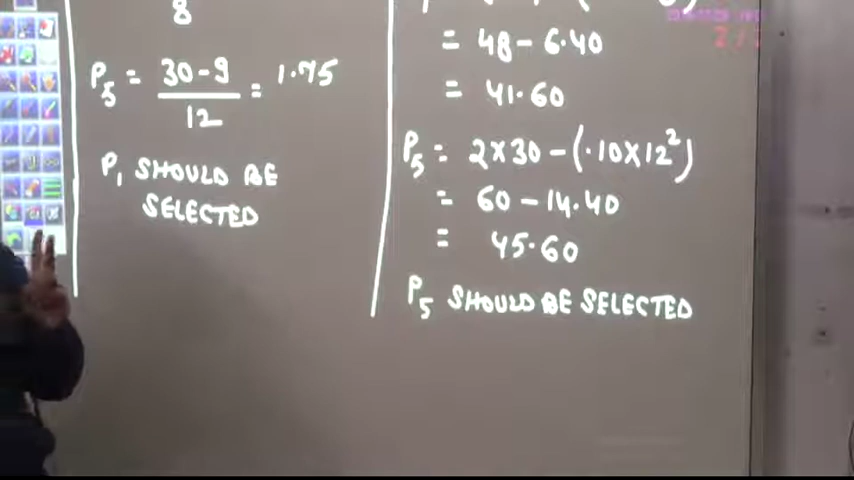 8
P5 = 30-9 / 12 = 1.75
P1 SHOULD BE
SELECTED
= 48 - 6.40
= 41.60
P5 = 2x30 - (.10x12²)
= 60 - 14.40
= 45.60
P5 SHOULD BE SELECTED